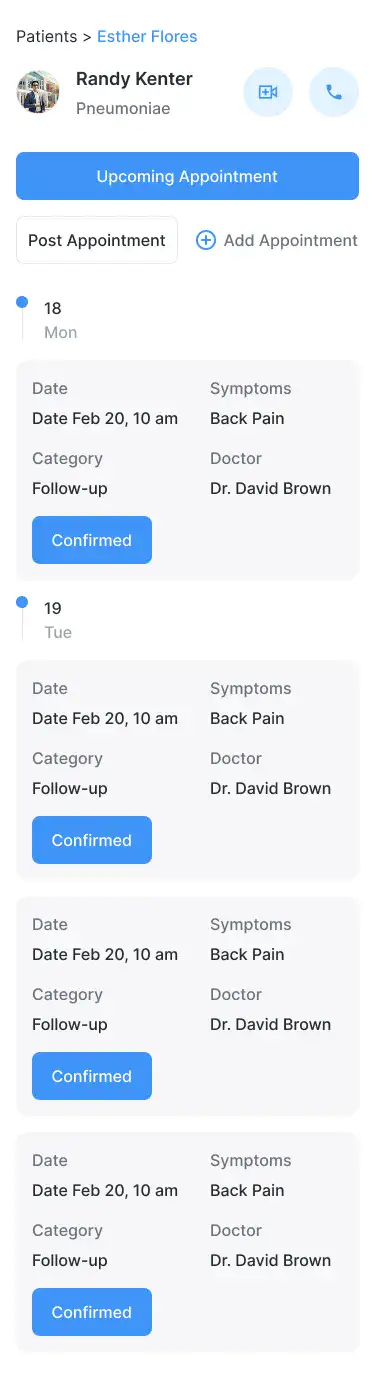 Patients > Esther Flores
Randy Kenter
Pneumoniae
Upcoming Appointment
Post Appointment
Add Appointment
18
Mon
Date Symptoms
Date Feb 20, 10 am Back Pain
Category Doctor
Follow-up Dr. David Brown
Confirmed
19
Tue
Date Symptoms
Date Feb 20, 10 am Back Pain
Category Doctor
Follow-up Dr. David Brown
Confirmed
Date Symptoms
Date Feb 20, 10 am Back Pain
Category Doctor
Follow-up Dr. David Brown
Confirmed
Date Symptoms
Date Feb 20, 10 am Back Pain
Category Doctor
Follow-up Dr. David Brown
Confirmed